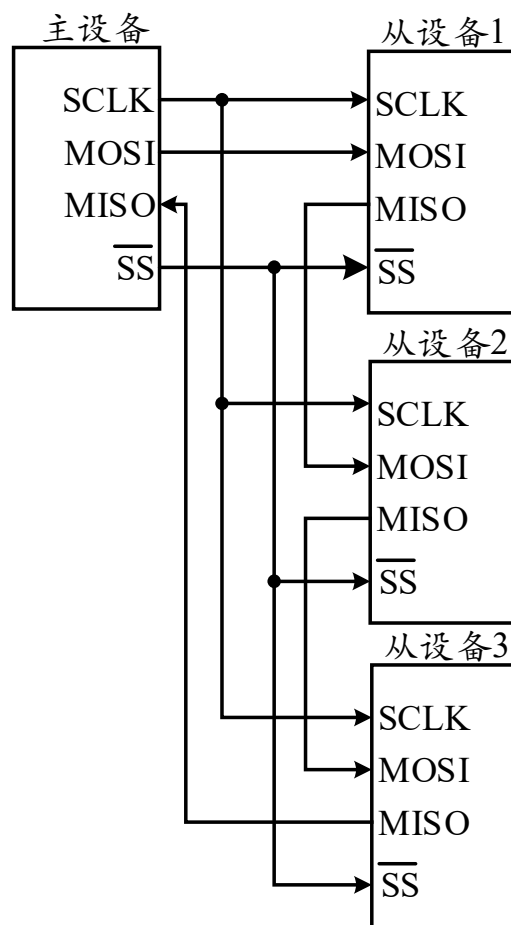 主设备
SCLK
MOSI
MISO
SS
从设备1
SCLK
MOSI
MISO
SS
从设备2
SCLK
MOSI
MISO
SS
从设备3
SCLK
MOSI
MISO
SS